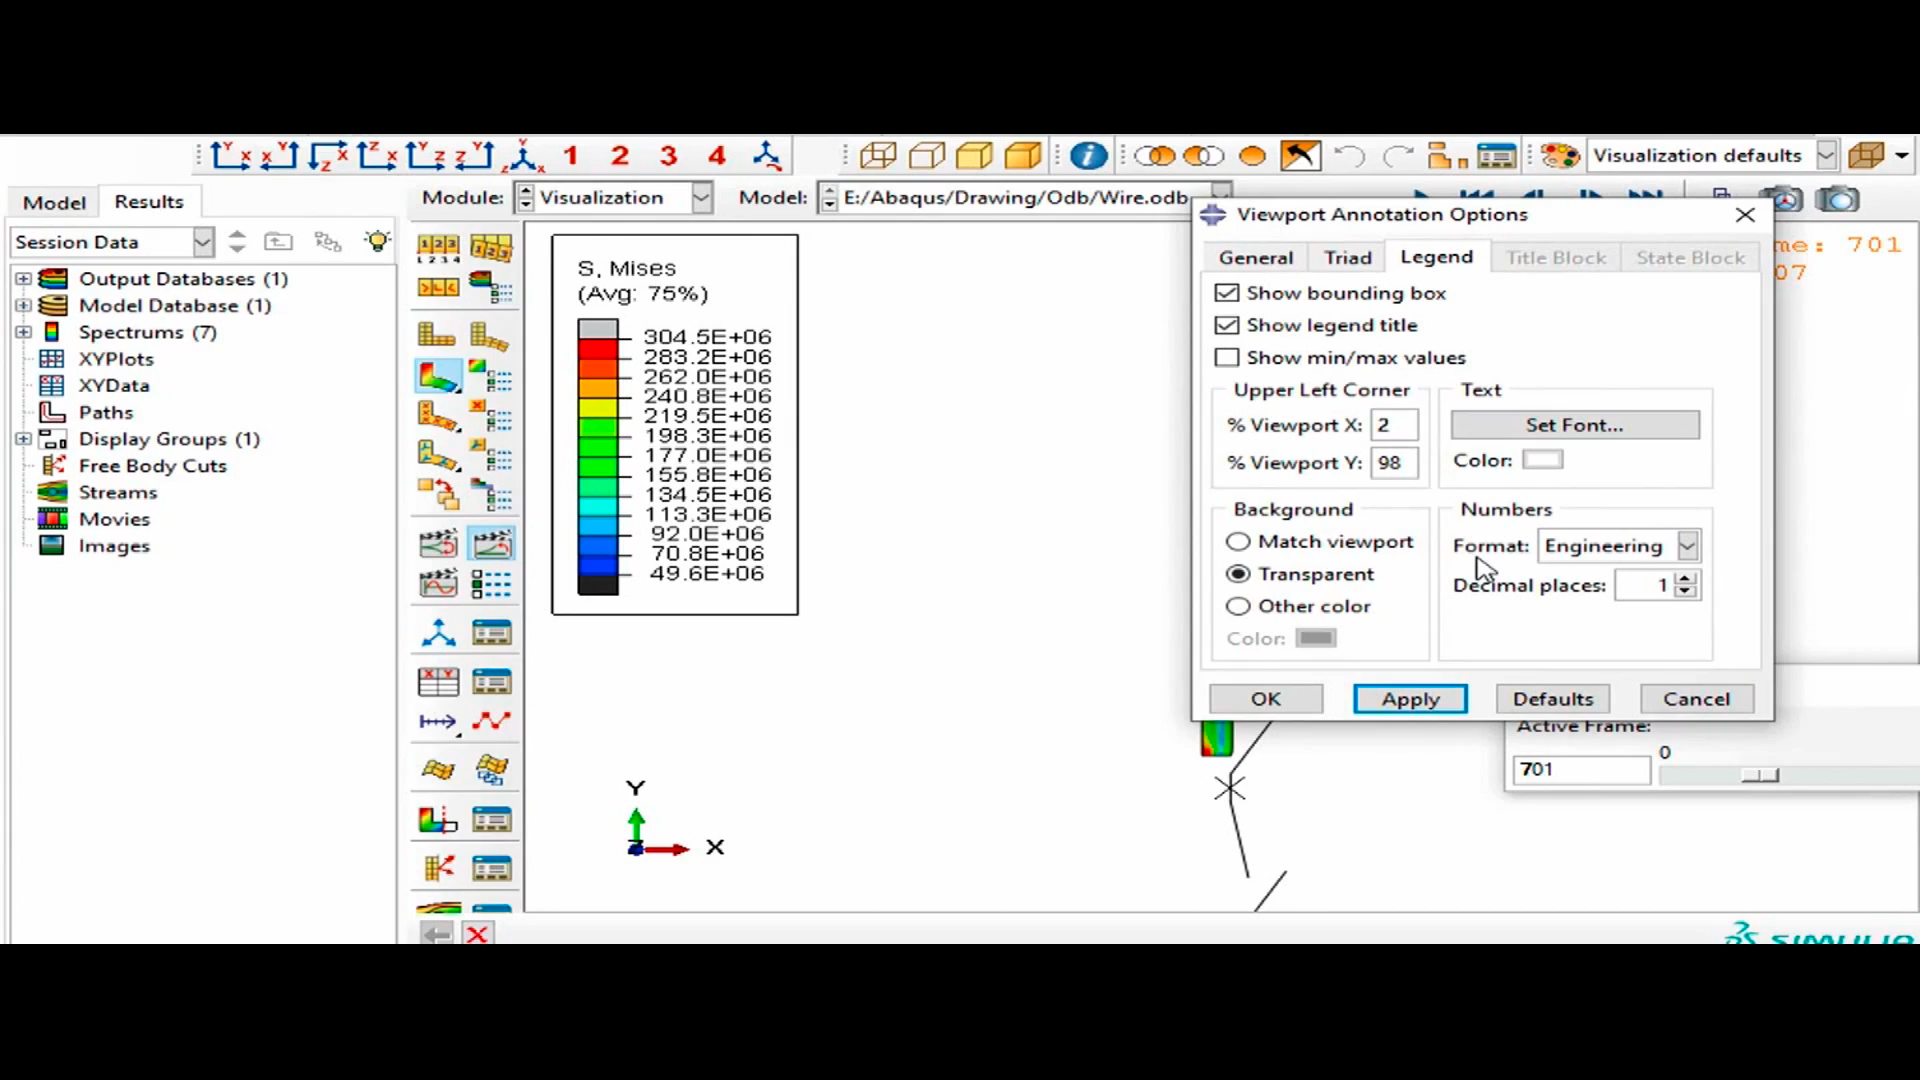 1 2 3 4
Visualization defaults
Model
Results
Module:
Visualization
Model:
E:/Abaqus/Drawing/Odb/Wire.odb
Session Data
Output Databases (1)
Model Database (1)
Spectrums (7)
XYPlots
XYData
Paths
Display Groups (1)
Free Body Cuts
Streams
Movies
Images
S, Mises
(Avg: 75%)
304.5E+06
283.2E+06
262.0E+06
240.8E+06
219.5E+06
198.3E+06
177.0E+06
155.8E+06
134.5E+06
113.3E+06
92.0E+06
70.8E+06
49.6E+06
Y
X
Viewport Annotation Options
General
Triad
Legend
Title Block
State Block
Show bounding box
Show legend title
Show min/max values
Upper Left Corner
% Viewport X: 2
% Viewport Y: 98
Text
Set Font...
Color:
Background
Match viewport
Transparent
Other color
Color:
Numbers
Format: Engineering
Decimal places: 1
OK
Apply
Defaults
Cancel
me: 701
07
Active Frame:
701
0
SIMULIA